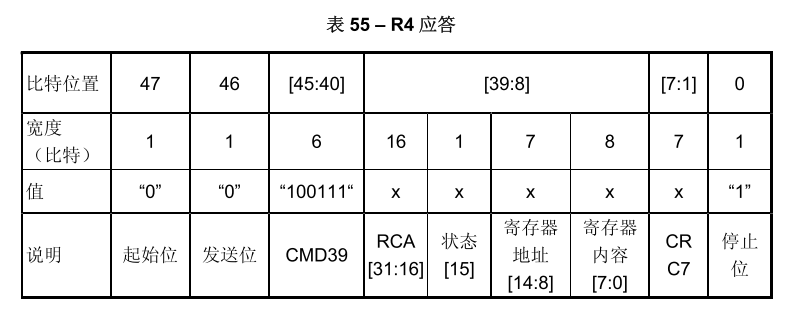 表 55 – R4 应答
比特位置 47 46 [45:40] [39:8] [7:1] 0
宽度（比特） 1 1 6 16 1 7 8 7 1
值 “0” “0” “100111“ x x x x x “1”
说明 起始位 发送位 CMD39 RCA [31:16] 状态 [15] 寄存器地址 [14:8] 寄存器内容 [7:0] CRC7 停止位